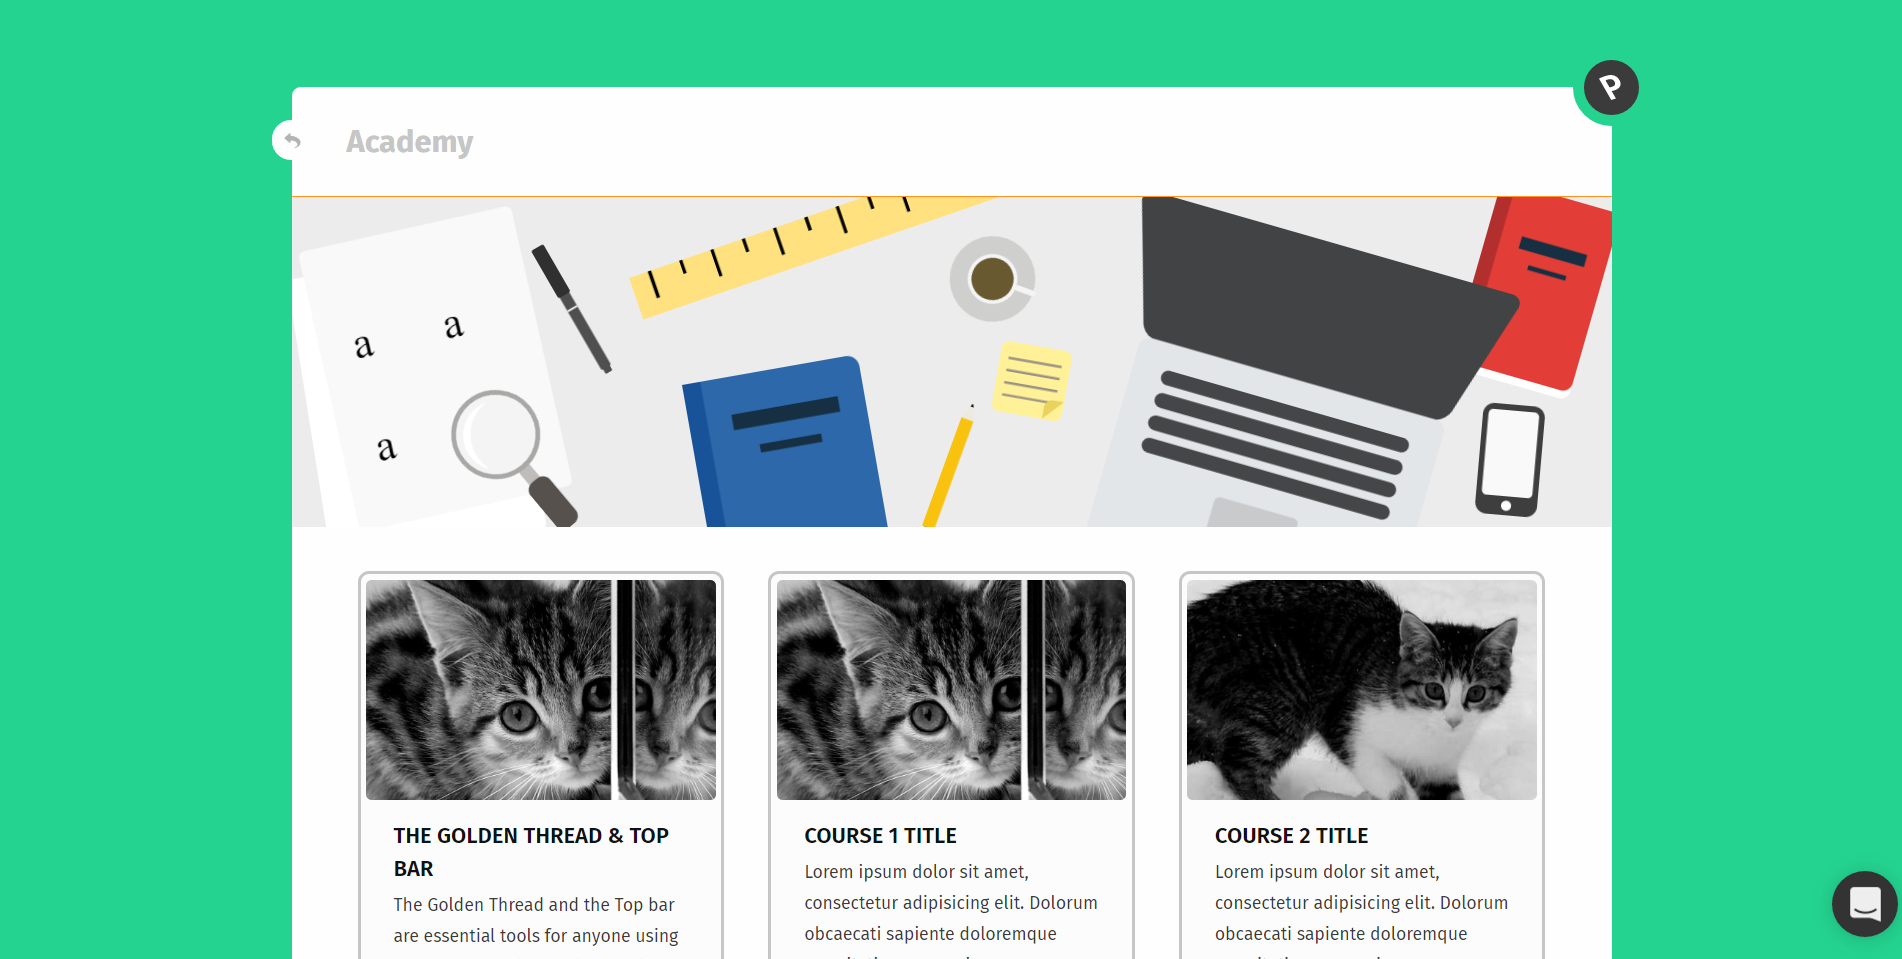 P
Academy
a
a
a
THE GOLDEN THREAD & TOP
BAR
The Golden Thread and the Top bar
are essential tools for anyone using
COURSE 1 TITLE
Lorem ipsum dolor sit amet,
consectetur adipisicing elit. Dolorum
obcaecati sapiente doloremque
COURSE 2 TITLE
Lorem ipsum dolor sit amet,
consectetur adipisicing elit. Dolorum
obcaecati sapiente doloremque